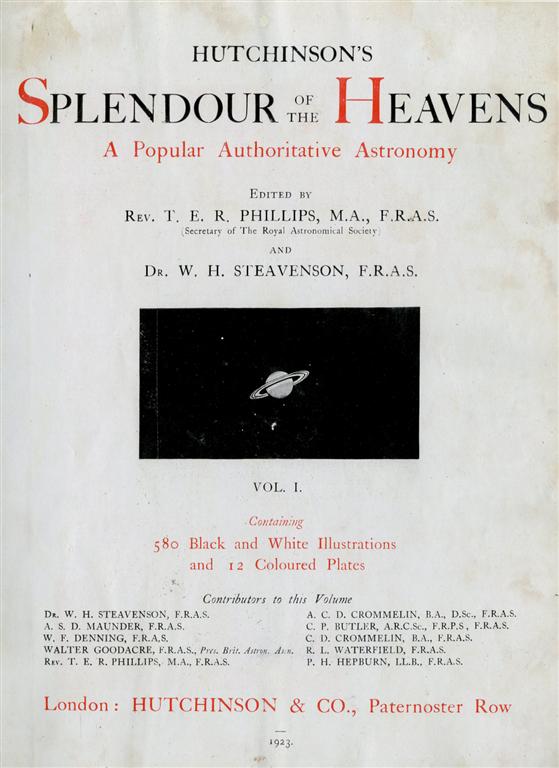 HUTCHINSON'S
SPLENDOUR OF THE HEAVENS
A Popular Authoritative Astronomy
EDITED BY
REV. T. E. R. PHILLIPS, M.A., F.R.A.S.
(Secretary of The Royal Astronomical Society)
AND
DR. W. H. STEAVENSON, F.R.A.S.
VOL. I.
Containing
580 Black and White Illustrations
and 12 Coloured Plates
Contributors to this Volume
DR. W. H. STEAVENSON, F.R.A.S.
A. S. D. MAUNDER, F.R.A.S.
W. F. DENNING, F.R.A.S.
WALTER GOODACRE, F.R.A.S., Pres. Brit. Astron. Asn.
REV. T. E. R. PHILLIPS, M.A., F.R.A.S.
A. C. D. CROMMELIN, B.A., D.Sc., F.R.A.S.
C. P. BUTLER, A.R.C.Sc., F.R.P.S., F.R.A.S.
C. D. CROMMELIN, B.A., F.R.A.S.
R. L. WATERFIELD, F.R.A.S.
P. H. HEPBURN, LL.B., F.R.A.S.
London: HUTCHINSON & CO., Paternoster Row
1923.